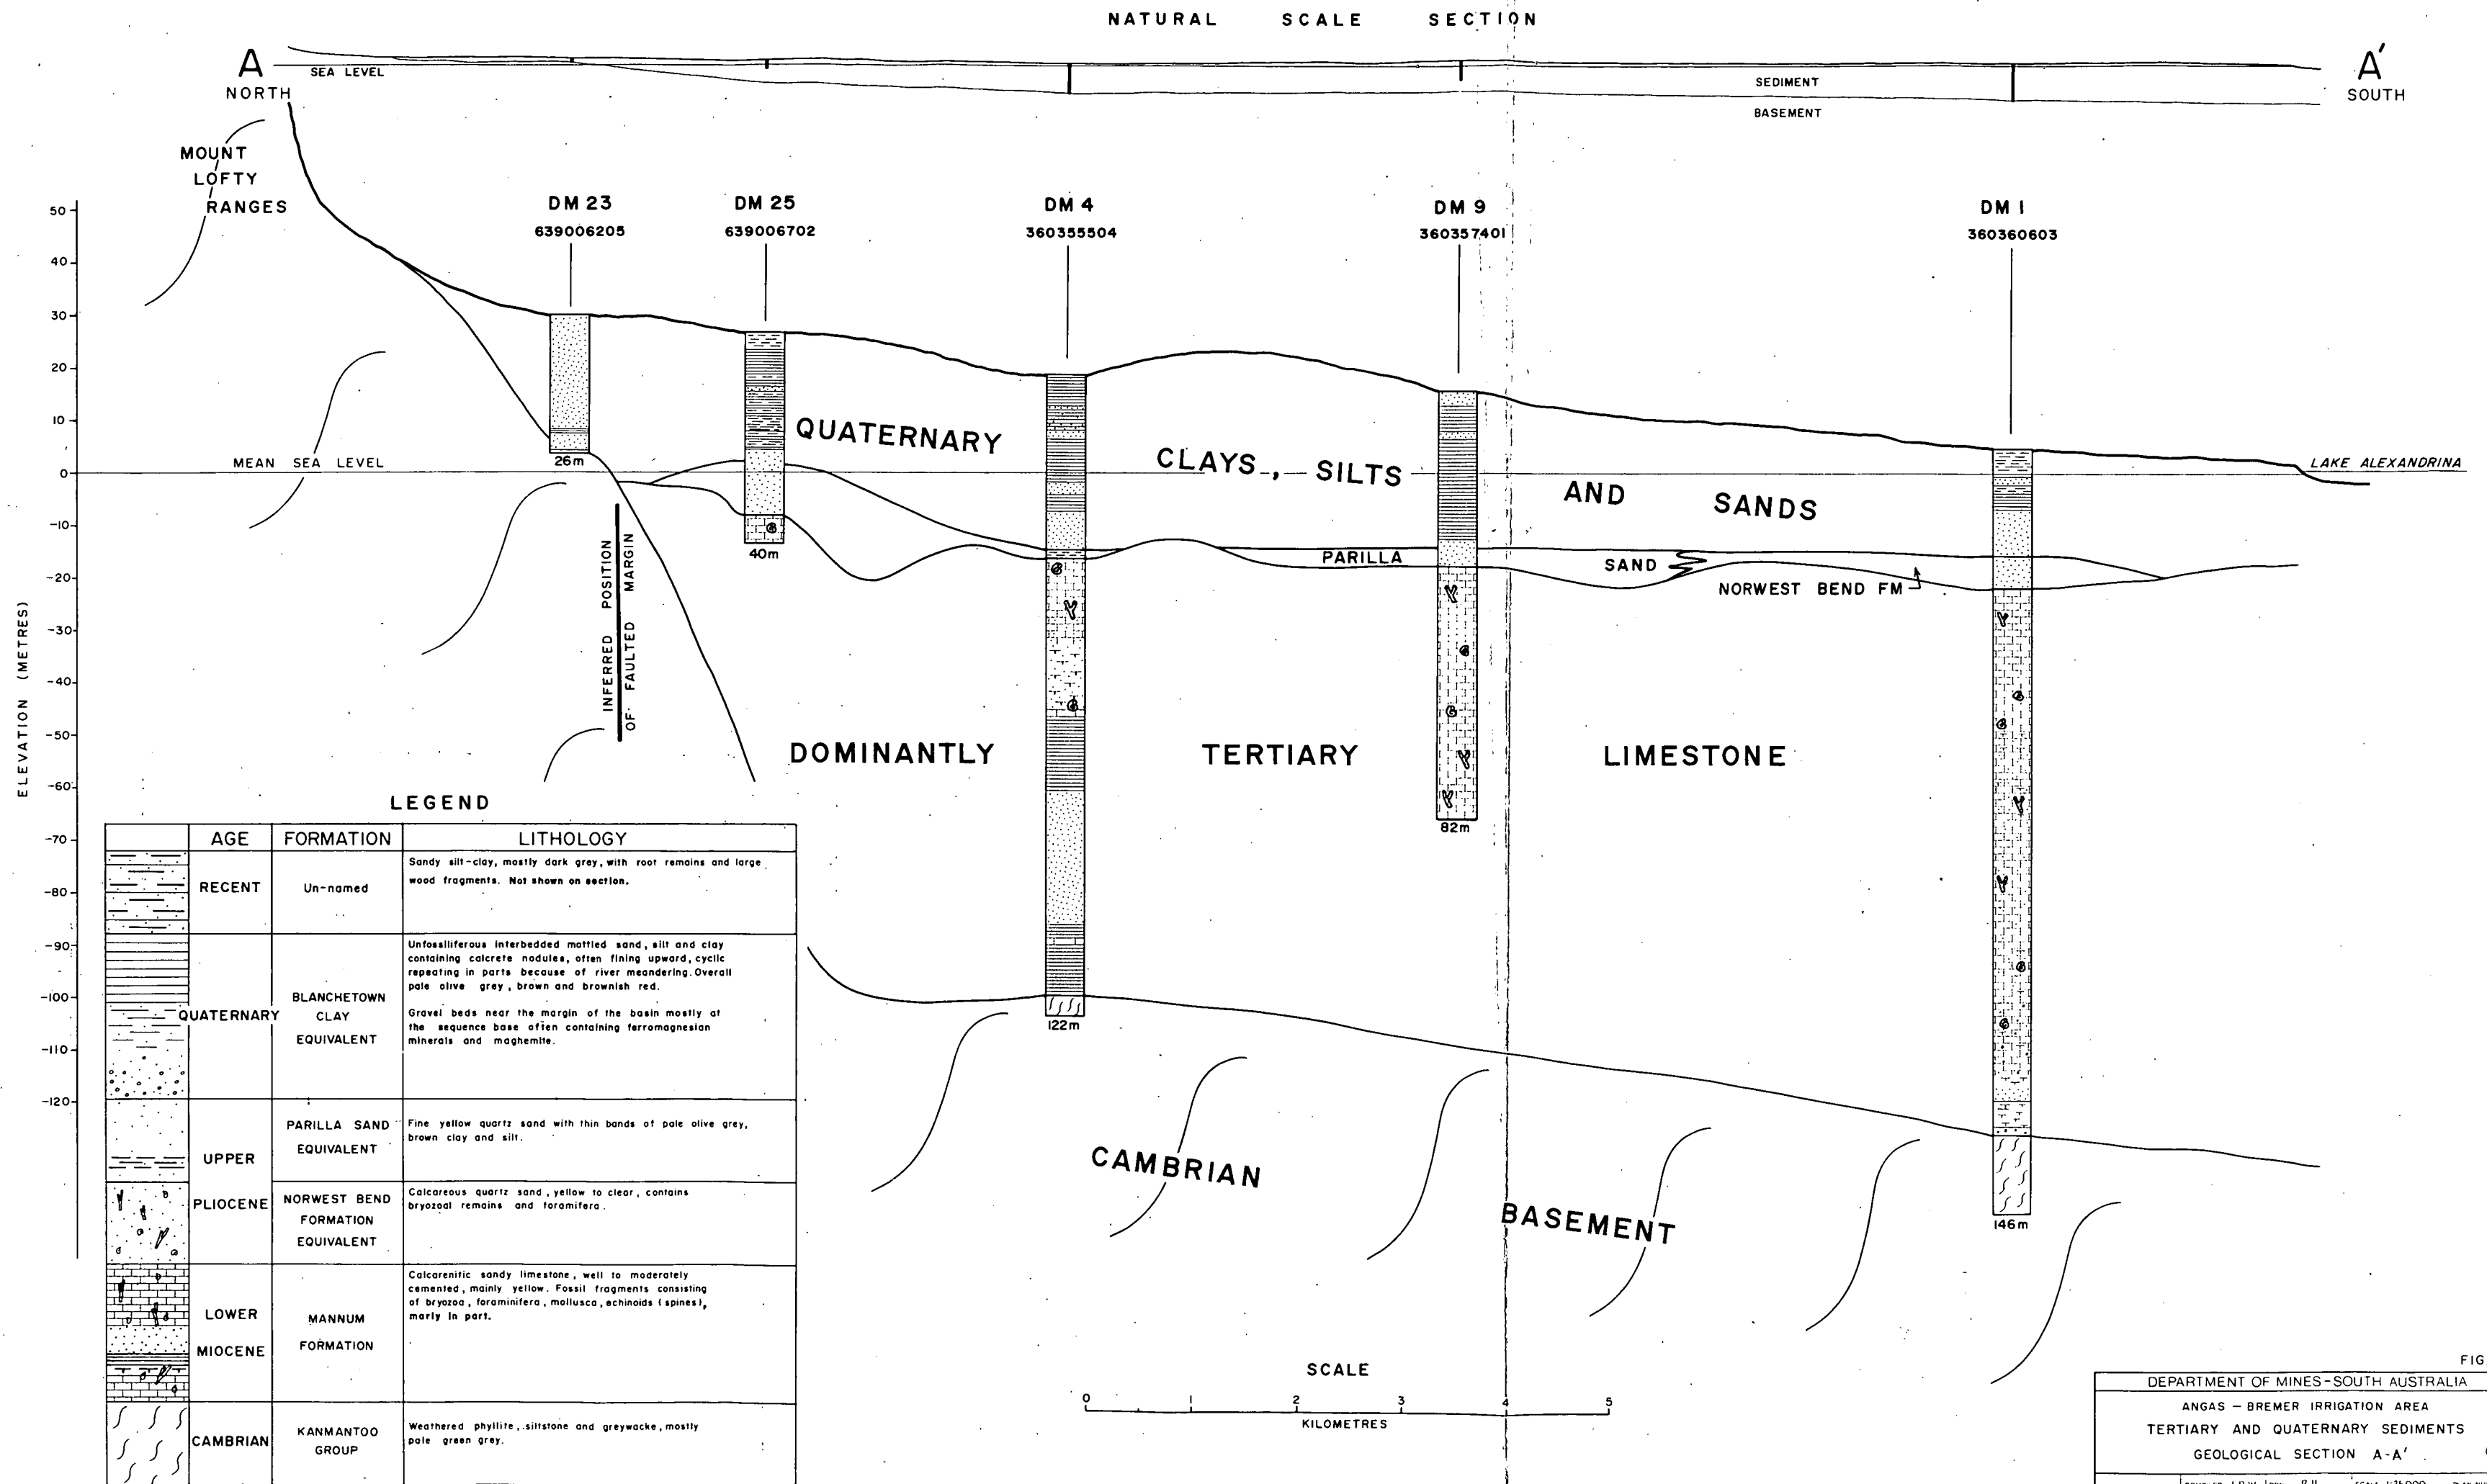 NATURAL SCALE SECTION
A
NORTH
SEA LEVEL
SEDIMENT
BASEMENT
A'
SOUTH
MOUNT
LOFTY
RANGES
DM 23
639006205
DM 25
639006702
DM 4
360355504
DM 9
360357401
DM 1
360360603
ELEVATION (METRES)
50
40
30
20
10
0
-10
-20
-30
-40
-50
-60
-70
-80
-90
-100
-110
-120
MEAN SEA LEVEL
LAKE ALEXANDRINA
QUATERNARY CLAYS, SILTS AND SANDS
26m
40m
PARILLA SAND
NORWEST BEND FM
INFERRED POSITION
OF FAULTED MARGIN
DOMINANTLY TERTIARY LIMESTONE
82m
122m
146m
CAMBRIAN BASEMENT
LEGEND
AGE FORMATION LITHOLOGY
RECENT
Un-named
Sandy silt-clay, mostly dark grey, with root remains and large
wood fragments. Not shown on section.
QUATERNARY
BLANCHETOWN
CLAY
EQUIVALENT
Unfossiliferous interbedded mottled sand, silt and clay
containing calcrete nodules, often fining upward, cyclic
repeating in parts because of river meandering. Overall
pale olive grey, brown and brownish red.
Gravel beds near the margin of the basin mostly at
the sequence base often containing ferromagnesian
minerals and maghemite.
UPPER
PLIOCENE
PARILLA SAND
EQUIVALENT
Fine yellow quartz sand with thin bands of pale olive grey,
brown clay and silt.
NORWEST BEND
FORMATION
EQUIVALENT
Calcareous quartz sand, yellow to clear, contains
bryozoal remains and foramifera.
LOWER
MIOCENE
MANNUM
FORMATION
Calcarenitic sandy limestone, well to moderately
cemented, mainly yellow. Fossil fragments consisting
of bryozoa, foraminifera, mollusca, echinoids (spines),
marly in part.
CAMBRIAN
KANMANTOO
GROUP
Weathered phyllite, siltstone and greywacke, mostly
pale green grey.
SCALE
0 1 2 3 4 5
KILOMETRES
FIG.
DEPARTMENT OF MINES - SOUTH AUSTRALIA
ANGAS - BREMER IRRIGATION AREA
TERTIARY AND QUATERNARY SEDIMENTS
GEOLOGICAL SECTION A-A'